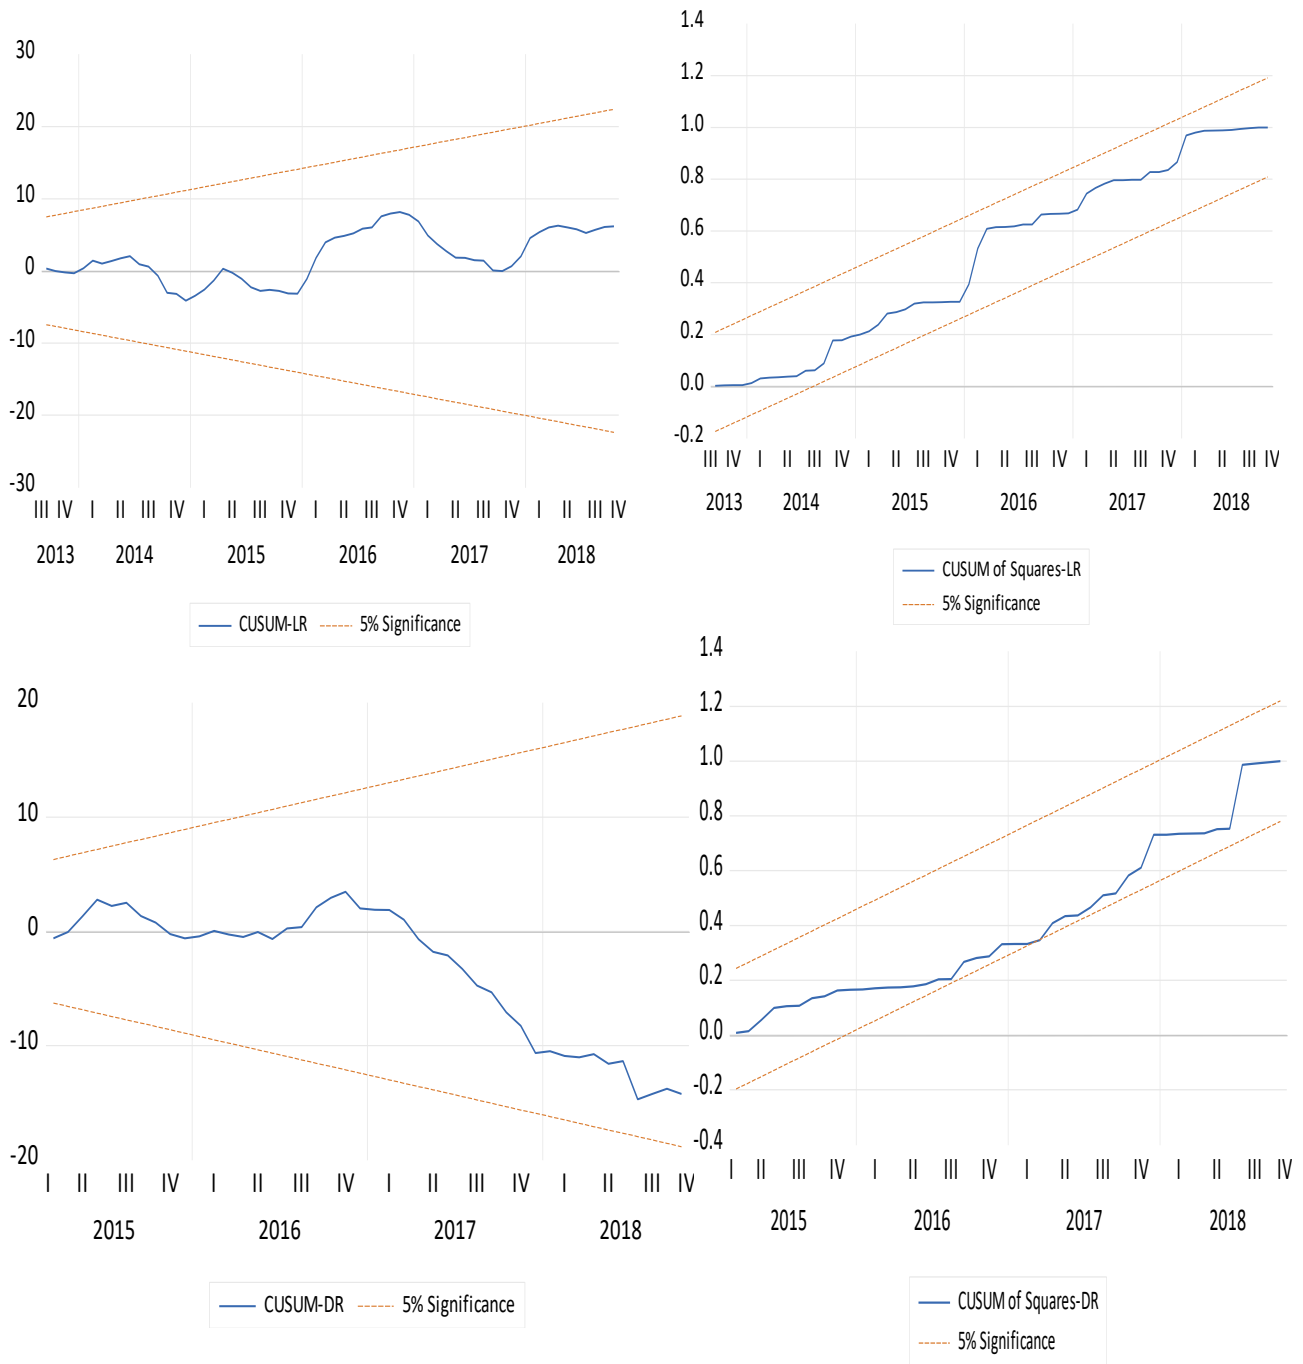 30
20
10
0
-10
-20
-30
III IV I II III IV I II III IV I II III IV I II III IV I II III IV
2013 2014 2015 2016 2017 2018
CUSUM-LR 5% Significance
1.4
1.2
1.0
0.8
0.6
0.4
0.2
0.0
-0.2
III IV I II III IV I II III IV I II III IV I II III IV I II III IV
2013 2014 2015 2016 2017 2018
CUSUM of Squares-LR
5% Significance
20
10
0
-10
-20
I II III IV I II III IV I II III IV I II III IV
2015 2016 2017 2018
CUSUM-DR 5% Significance
1.4
1.2
1.0
0.8
0.6
0.4
0.2
0.0
-0.2
-0.4
I II III IV I II III IV I II III IV I II III IV
2015 2016 2017 2018
CUSUM of Squares-DR
5% Significance